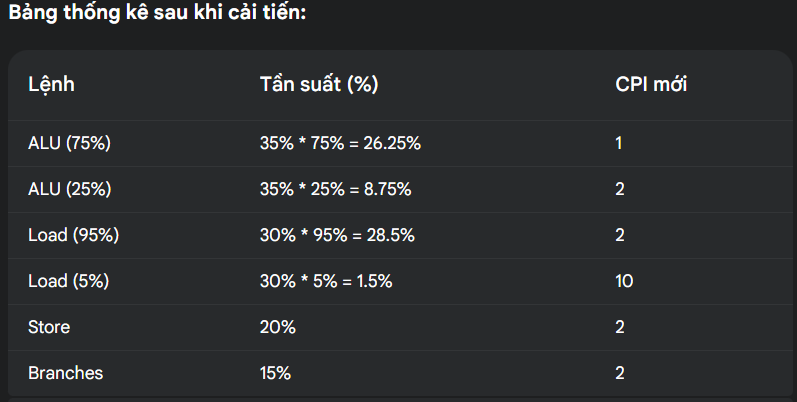 Bảng thống kê sau khi cải tiến:
Lệnh Tần suất (%) CPI mới
ALU (75%) 35% * 75% = 26.25% 1
ALU (25%) 35% * 25% = 8.75% 2
Load (95%) 30% * 95% = 28.5% 2
Load (5%) 30% * 5% = 1.5% 10
Store 20% 2
Branches 15% 2